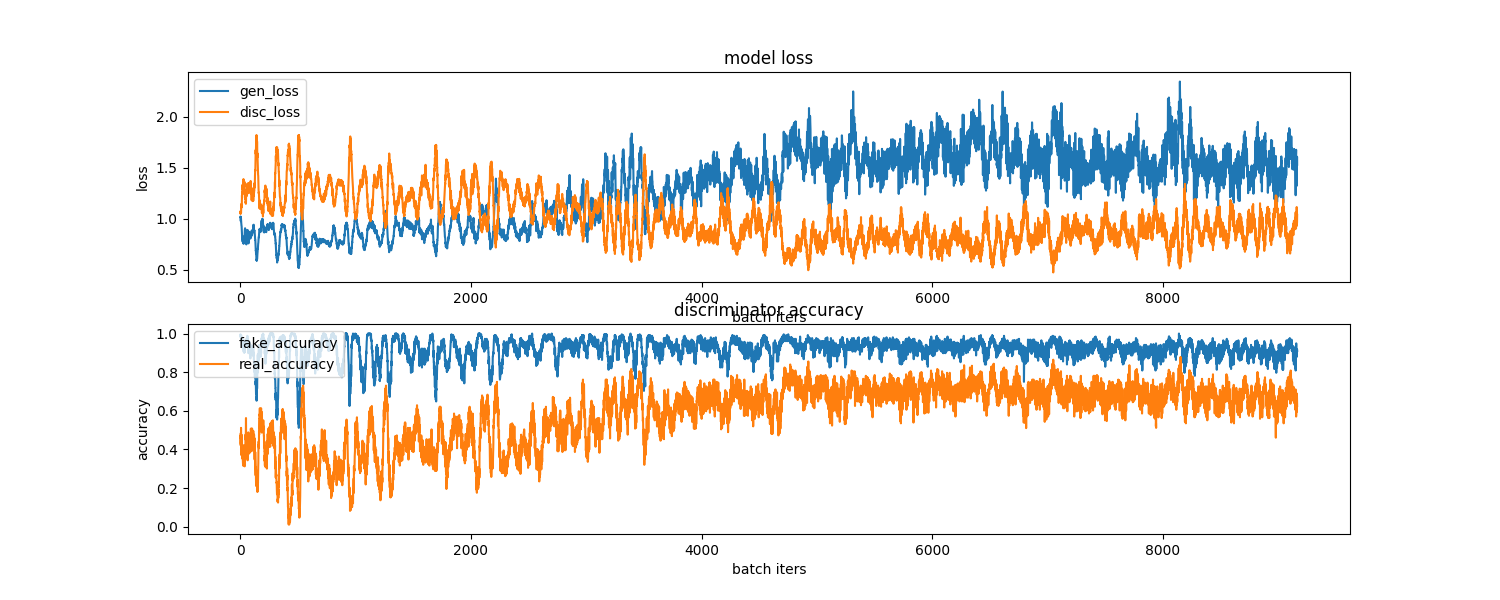 model loss
gen_loss
disc_loss
loss
2.0
1.5
1.0
0.5
0 2000 4000 6000 8000
batch iters
discriminator accuracy
fake_accuracy
real_accuracy
accuracy
1.0
0.8
0.6
0.4
0.2
0.0
0 2000 4000 6000 8000
batch iters